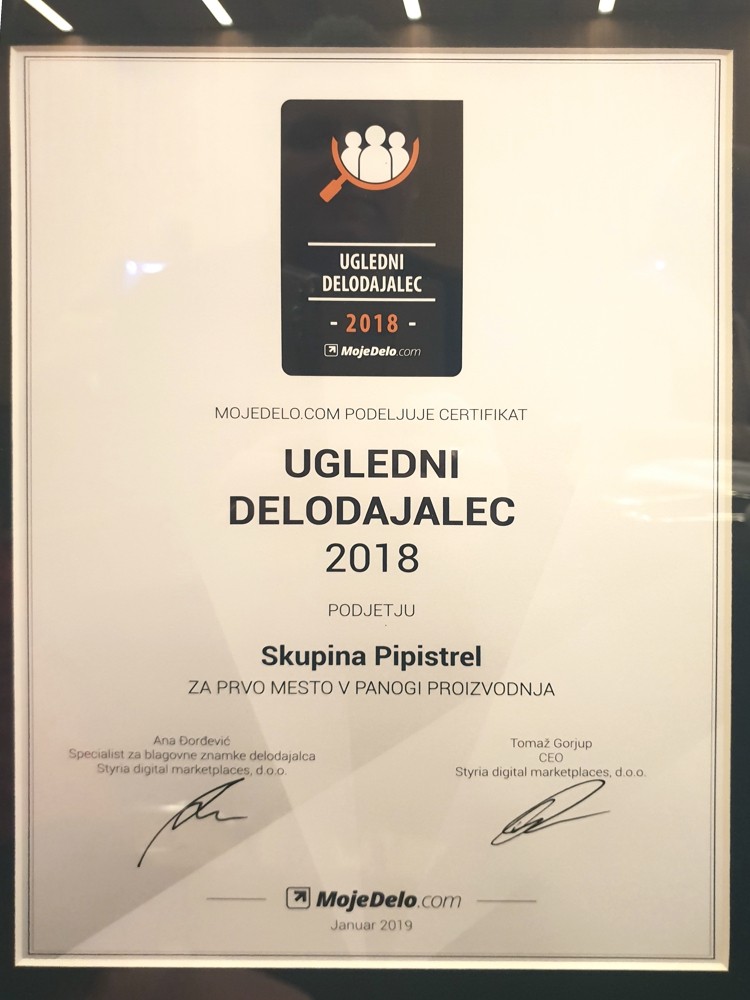 UGLEDNI
DELODAJALEC
- 2018 -
MojeDelo.com
MOJEDELO.COM PODELJUJE CERTIFIKAT
UGLEDNI
DELODAJALEC
2018
PODJETJU
Skupina Pipistrel
ZA PRVO MESTO V PANOGI PROIZVODNJA
Ana Đorđević
Specialist za blagovne znamke delodajalca
Styria digital marketplaces, d.o.o.
Tomaž Gorjup
CEO
Styria digital marketplaces, d.o.o.
MojeDelo.com
Januar 2019